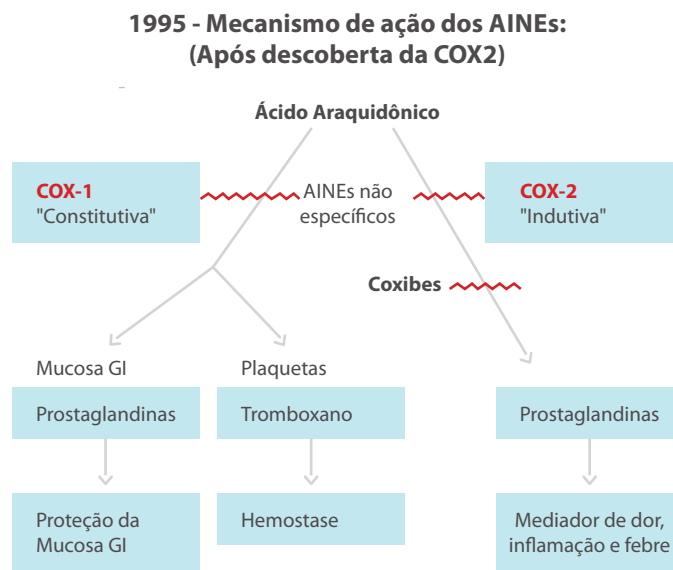 1995 - Mecanismo de ação dos AINEs:
(Após descoberta da COX2)
Ácido Araquidônico
COX-1
"Constitutiva"
AINEs não
específicos
COX-2
"Indutiva"
Coxibes
Mucosa GI
Prostaglandinas
Proteção da
Mucosa GI
Plaquetas
Tromboxano
Hemostase
Prostaglandinas
Mediador de dor,
inflamação e febre